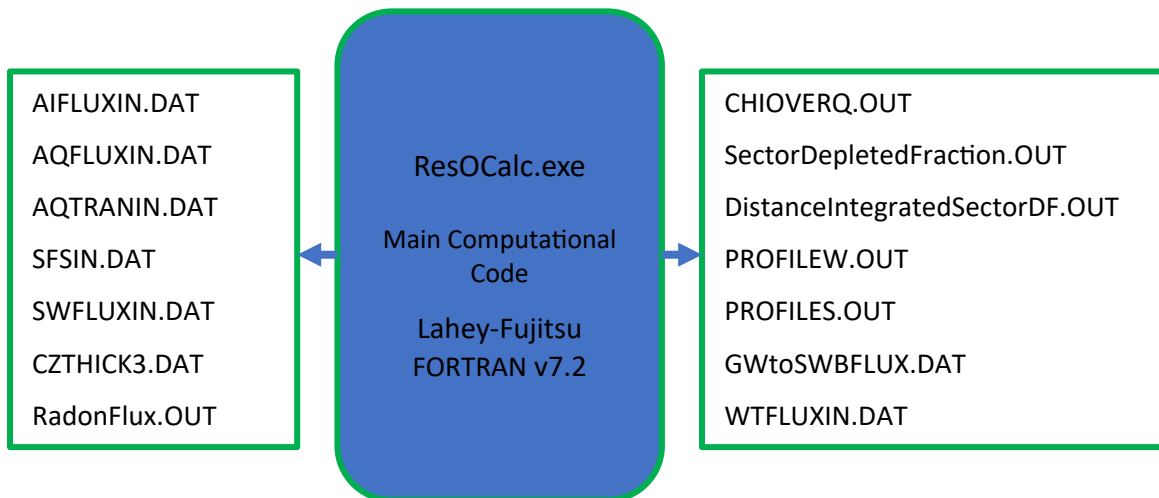 AIFLUXIN.DAT
AQFLUXIN.DAT
AQTRANIN.DAT
SFSIN.DAT
SWFLUXIN.DAT
CZTHICK3.DAT
RadonFlux.OUT
ResOCalc.exe
Main Computational
Code
Lahey-Fujitsu
FORTRAN v7.2
CHIOVERQ.OUT
SectorDepletedFraction.OUT
DistanceIntegratedSectorDF.OUT
PROFILEW.OUT
PROFILES.OUT
GWtoSWBFLUX.DAT
WTFLUXIN.DAT